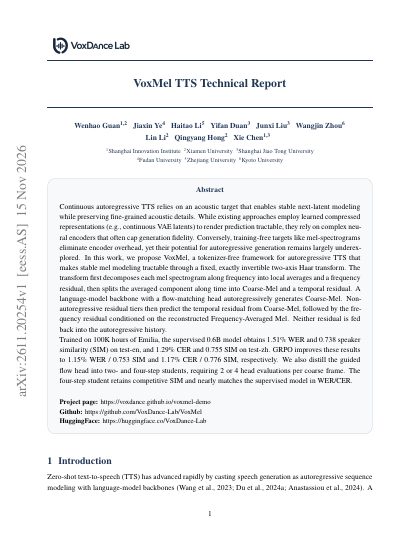 VoxDance Lab
VoxMel TTS Technical Report
Wenhao Guan1,2 Jiaxin Ye4 Haitao Li5 Yifan Duan3 Junxi Liu3 Wangjin Zhou6
Lin Li2 Qingyang Hong2 Xie Chen1,3
1Shanghai Innovation Institute 2Xiamen University 3Shanghai Jiao Tong University
4Fudan University 5Zhejiang University 6Kyoto University
arXiv:2611.20254v1 [eess.AS] 15 Nov 2026
Abstract
Continuous autoregressive TTS relies on an acoustic target that enables stable next-latent modeling
while preserving fine-grained acoustic details. While existing approaches employ learned compressed
representations (e.g., continuous VAE latents) to render prediction tractable, they rely on complex neu-
ral encoders that often cap generation fidelity. Conversely, training-free targets like mel-spectrograms
eliminate encoder overhead, yet their potential for autoregressive generation remains largely unex-
plored. In this work, we propose VoxMel, a tokenizer-free framework for autoregressive TTS that
makes stable mel modeling tractable through a fixed, exactly invertible two-axis Haar transform. The
transform first decomposes each mel spectrogram along frequency into local averages and a frequency
residual, then splits the averaged component along time into Coarse-Mel and a temporal residual. A
language-model backbone with a flow-matching head autoregressively generates Coarse-Mel. Non-
autoregressive residual tiers then predict the temporal residual from Coarse-Mel, followed by the fre-
quency residual conditioned on the reconstructed Frequency-Averaged Mel. Neither residual is fed
back into the autoregressive history.
Trained on 100K hours of Emilia, the supervised 0.6B model obtains 1.51% WER and 0.738 speaker
similarity (SIM) on test-en, and 1.29% CER and 0.755 SIM on test-zh. GRPO improves these results
to 1.15% WER / 0.753 SIM and 1.17% CER / 0.776 SIM, respectively. We also distill the guided
flow head into two- and four-step students, requiring 2 or 4 head evaluations per coarse frame. The
four-step student retains competitive SIM and nearly matches the supervised model in WER/CER.
Project page: https://voxdance.github.io/voxmel-demo
Github: https://github.com/VoxDance-Lab/VoxMel
HuggingFace: https://huggingface.co/VoxDance-Lab
1 Introduction
Zero-shot text-to-speech (TTS) has advanced rapidly by casting speech generation as autoregressive sequence
modeling with language-model backbones (Wang et al., 2023, Du et al., 2024a; Anastassiou et al., 2024). A
1